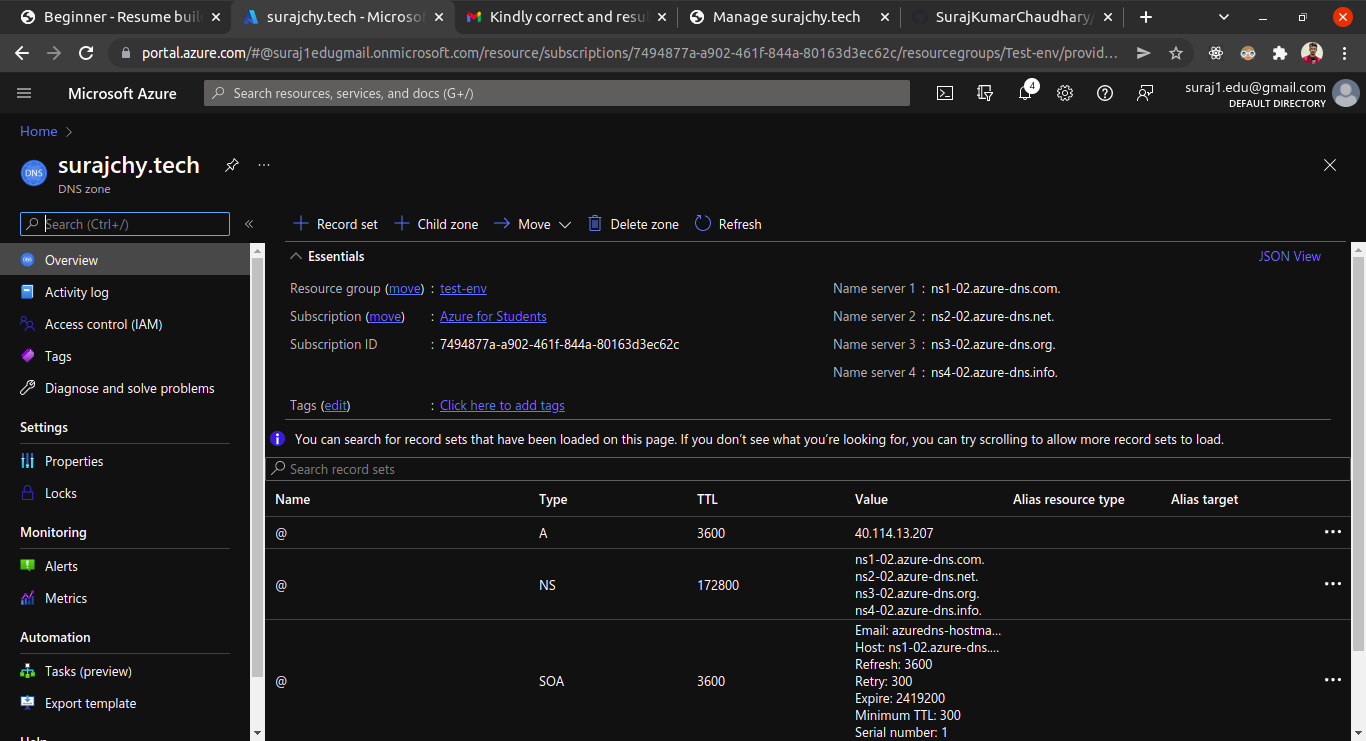 Beginner - Resume buil
surajchy.tech - Microsof
Kindly correct and resu
Manage surajchy.tech
SurajKumarChaudhary/
portal.azure.com/#@suraj1edugmail.onmicrosoft.com/resource/subscriptions/7494877a-a902-461f-844a-80163d3ec62c/resourcegroups/Test-env/provid...
Microsoft Azure
Search resources, services, and docs (G+/)
4
suraj1.edu@gmail.com
DEFAULT DIRECTORY
Home
DNS
surajchy.tech
DNS zone
Search (Ctrl+/)
Overview
Activity log
Access control (IAM)
Tags
Diagnose and solve problems
Settings
Properties
Locks
Monitoring
Alerts
Metrics
Automation
Tasks (preview)
Export template
Help
Record set
Child zone
Move
Delete zone
Refresh
Essentials
JSON View
Resource group (move) : test-env
Subscription (move) : Azure for Students
Subscription ID : 7494877a-a902-461f-844a-80163d3ec62c
Name server 1 : ns1-02.azure-dns.com.
Name server 2 : ns2-02.azure-dns.net.
Name server 3 : ns3-02.azure-dns.org.
Name server 4 : ns4-02.azure-dns.info.
Tags (edit) : Click here to add tags
You can search for record sets that have been loaded on this page. If you don't see what you're looking for, you can try scrolling to allow more record sets to load.
Search record sets
Name Type TTL Value Alias resource type Alias target
@ A 3600 40.114.13.207
@ NS 172800
ns1-02.azure-dns.com.
ns2-02.azure-dns.net.
ns3-02.azure-dns.org.
ns4-02.azure-dns.info.
@ SOA 3600
Email: azuredns-hostma...
Host: ns1-02.azure-dns....
Refresh: 3600
Retry: 300
Expire: 2419200
Minimum TTL: 300
Serial number: 1